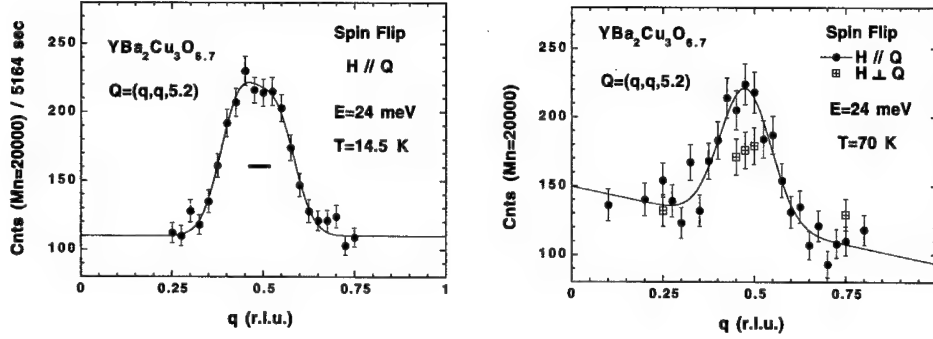 250
200
150
100
Cnts (Mn=20000) / 5164 sec
YBa2Cu3O6.7
Q=(q,q,5.2)
Spin Flip
H // Q
E=24 meV
T=14.5 K
0
0.25
0.5
0.75
1
q (r.l.u.)
250
200
150
100
Cnts (Mn=20000)
YBa2Cu3O6.7
Q=(q,q,5.2)
Spin Flip
H // Q
H ⊥ Q
E=24 meV
T=70 K
0
0.25
0.5
0.75
q (r.l.u.)